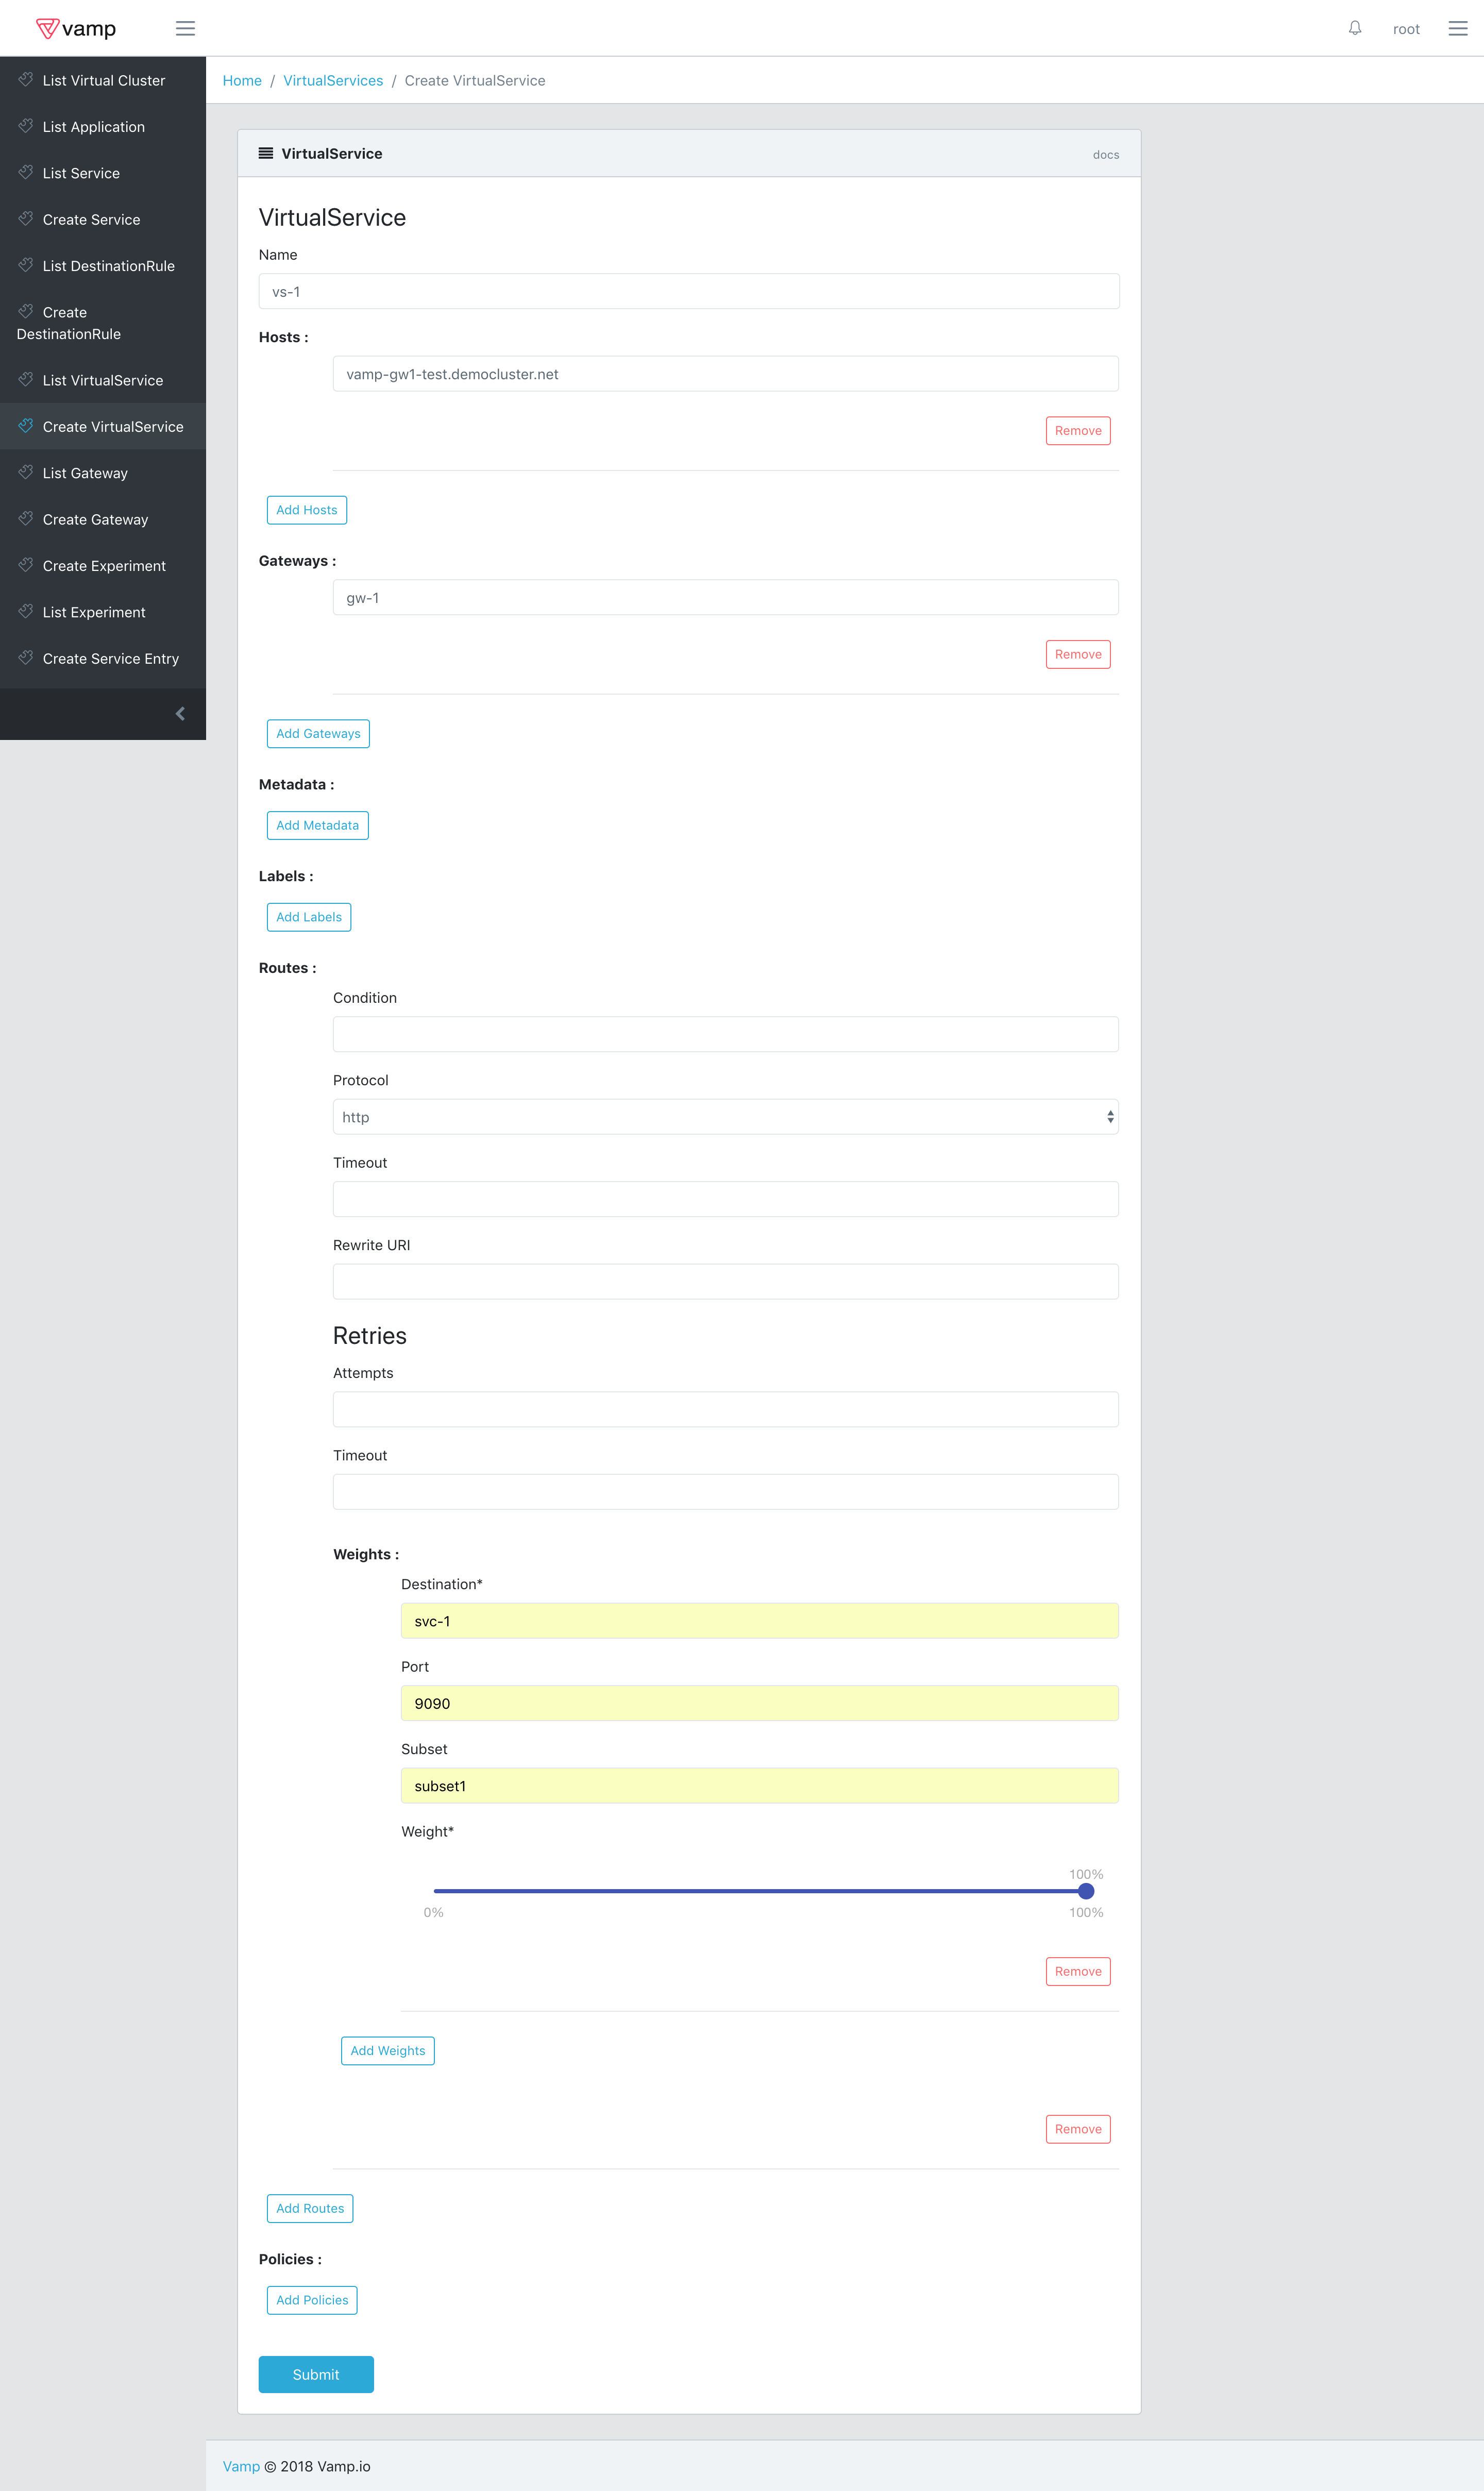 vamp
root
List Virtual Cluster
List Application
List Service
Create Service
List DestinationRule
Create
DestinationRule
List VirtualService
Create VirtualService
List Gateway
Create Gateway
Create Experiment
List Experiment
Create Service Entry
Home / VirtualServices / Create VirtualService
VirtualService
docs
VirtualService
Name
vs-1
Hosts :
vamp-gw1-test.democluster.net
Remove
Add Hosts
Gateways :
gw-1
Remove
Add Gateways
Metadata :
Add Metadata
Labels :
Add Labels
Routes :
Condition
Protocol
http
Timeout
Rewrite URI
Retries
Attempts
Timeout
Weights :
Destination*
svc-1
Port
9090
Subset
subset1
Weight*
100%
0%
100%
Remove
Add Weights
Remove
Add Routes
Policies :
Add Policies
Submit
Vamp © 2018 Vamp.io